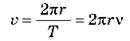 υ = 2πr / T = 2πrν